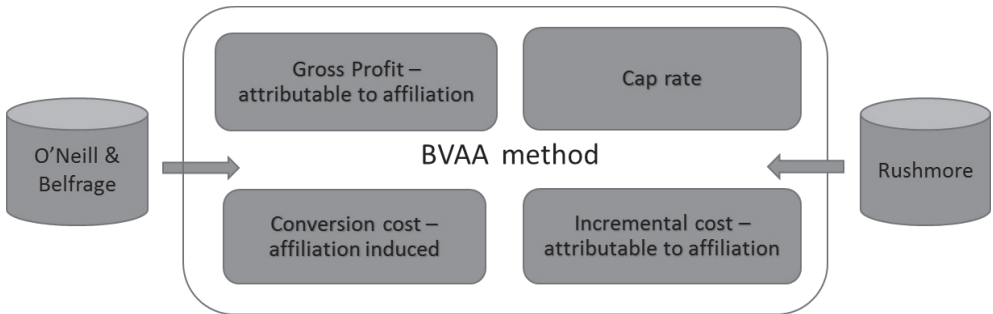 Gross Profit –
attributable to affiliation
Cap rate
O'Neill &
Belfrage
BVAA method
Rushmore
Conversion cost –
affiliation induced
Incremental cost –
attributable to affiliation